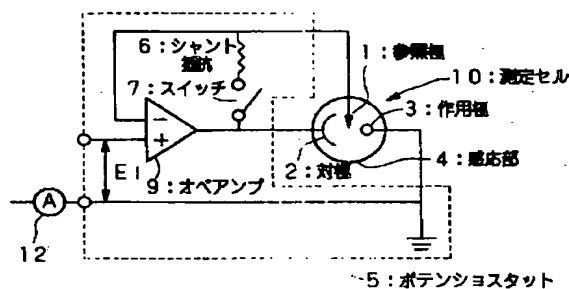 6：シャント
抵抗
7：スイッチ
1：参照極
10：測定セル
3：作用極
4：感応部
2：対極
−
+
E I
9：オペアンプ
A
12
5：ポテンショスタット